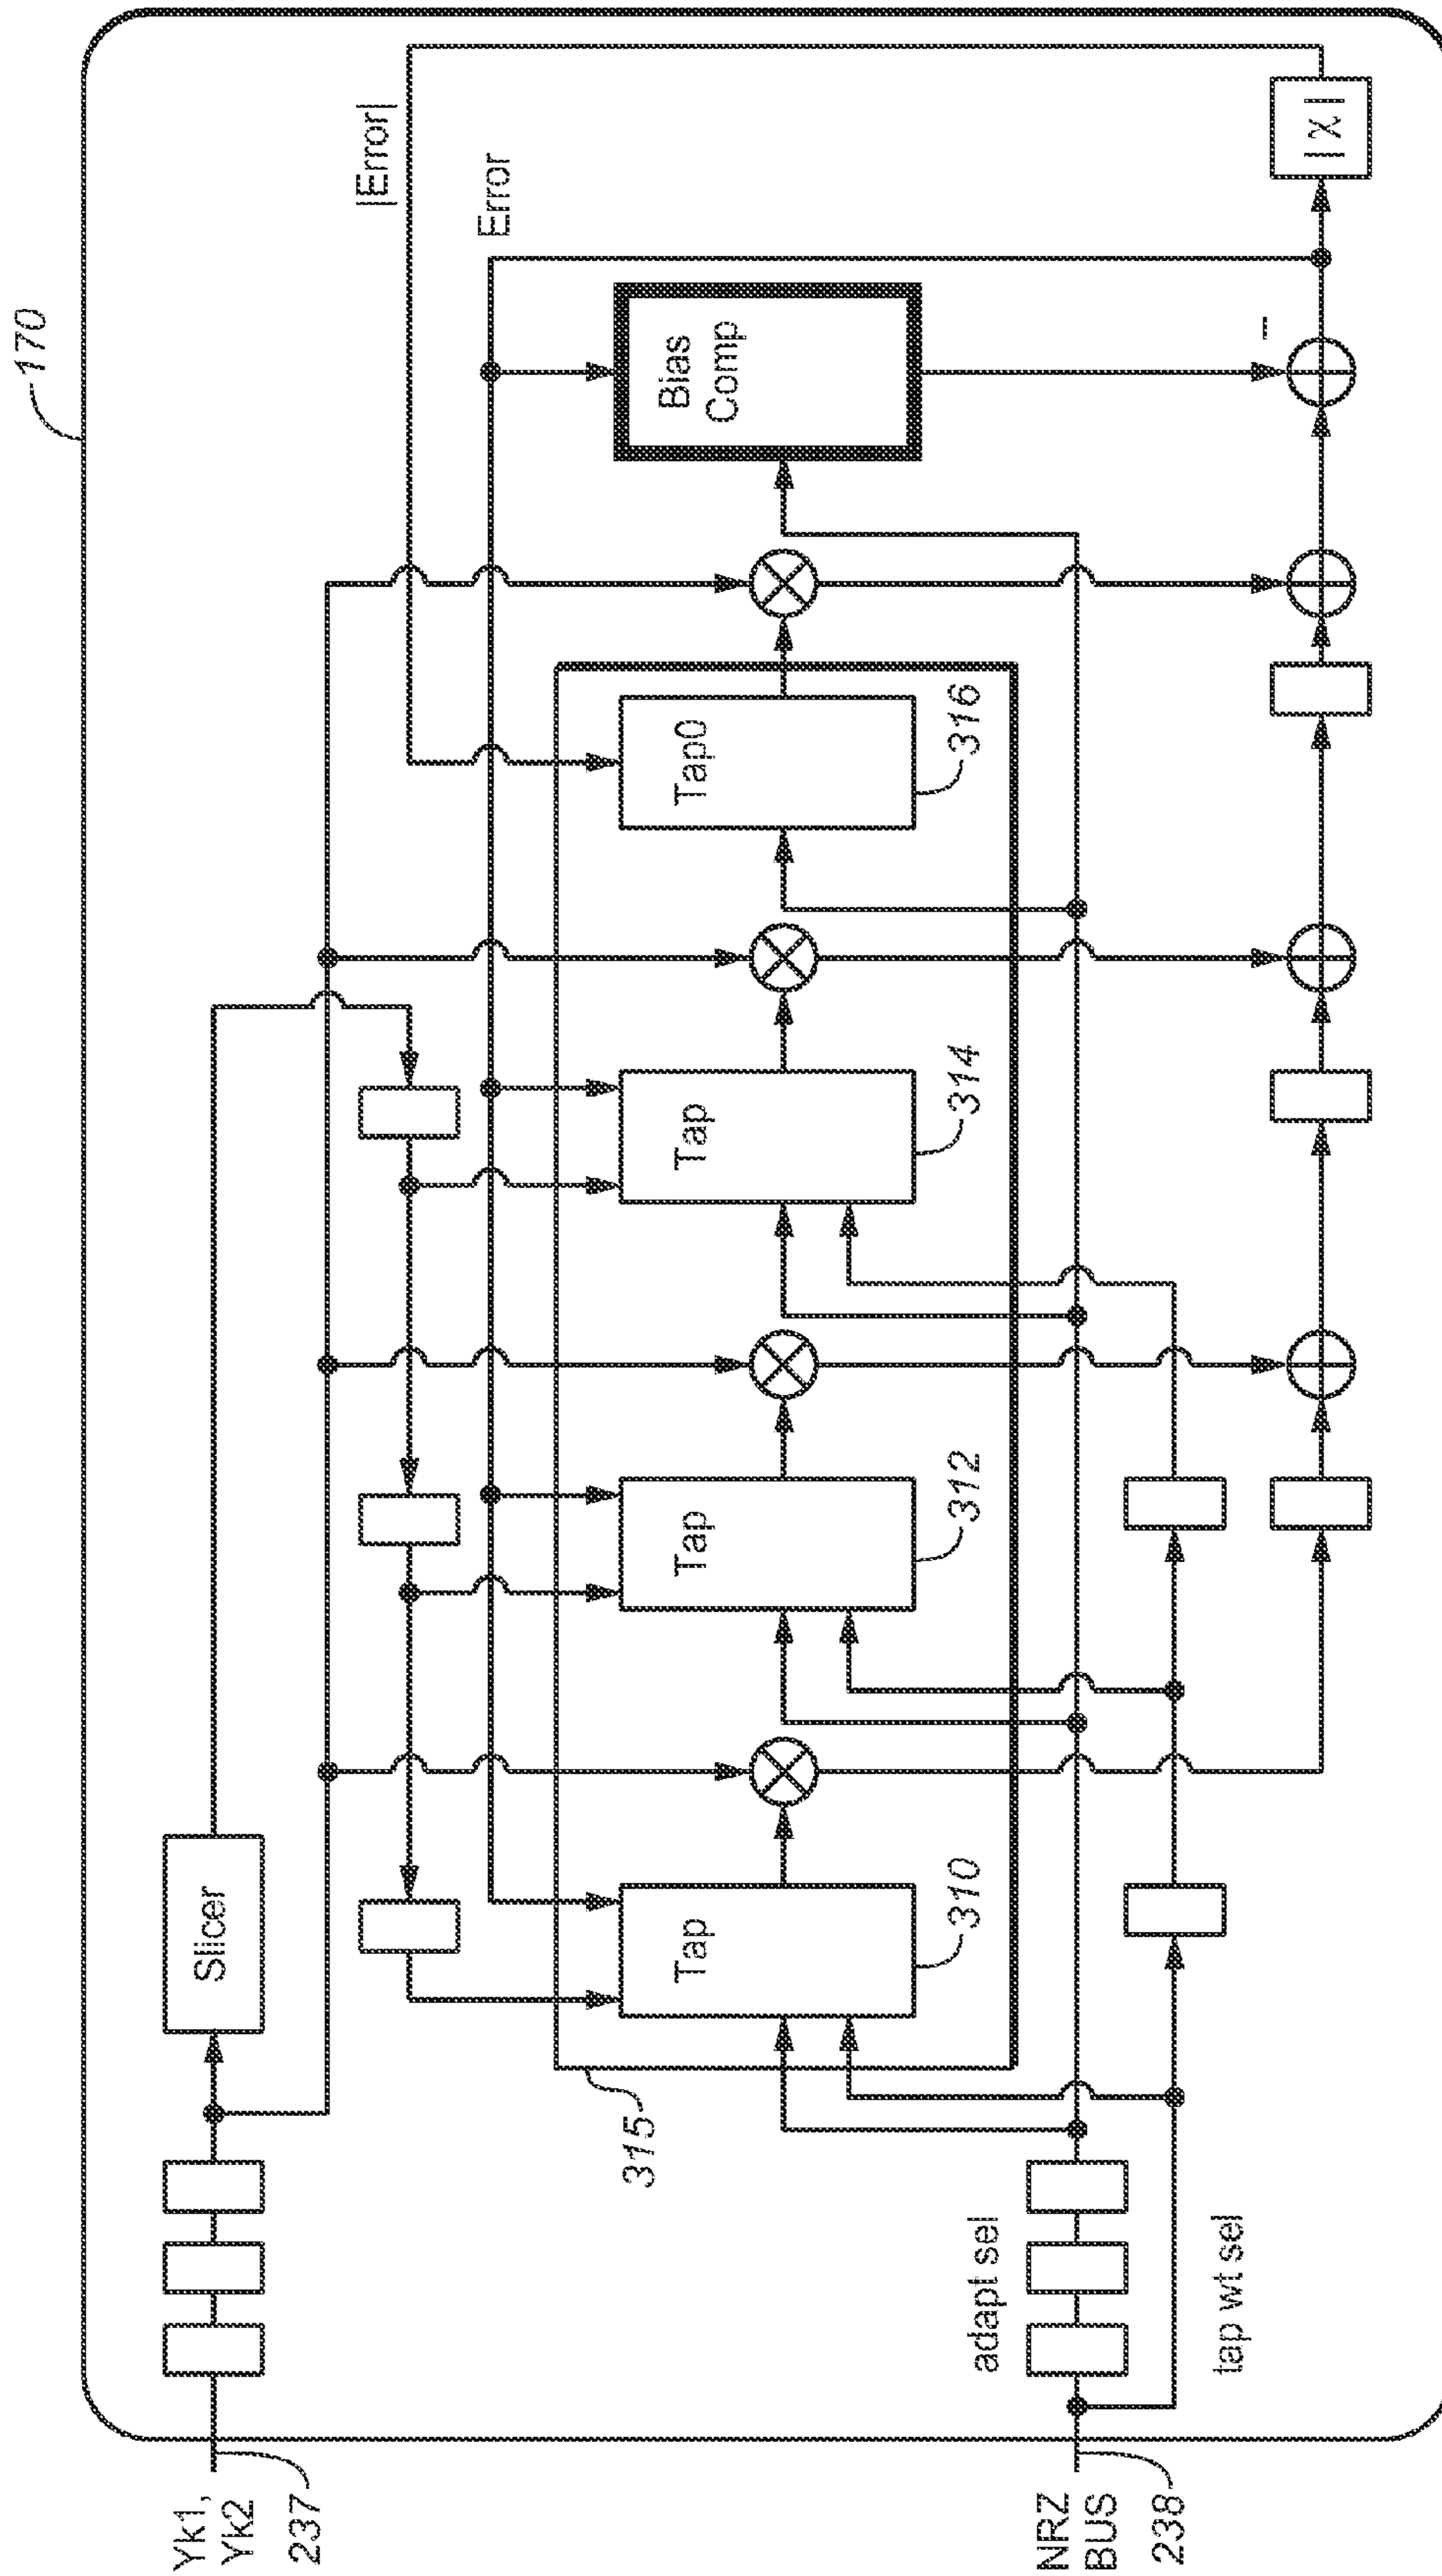 170
|Error|
Error
Slicer
Yk1,
Yk2
237
Tap
310
Tap
312
Tap
314
Tap0
316
Bias
Comp
315
–
| X |
adapt sel
tap wt sel
NRZ
BUS
238